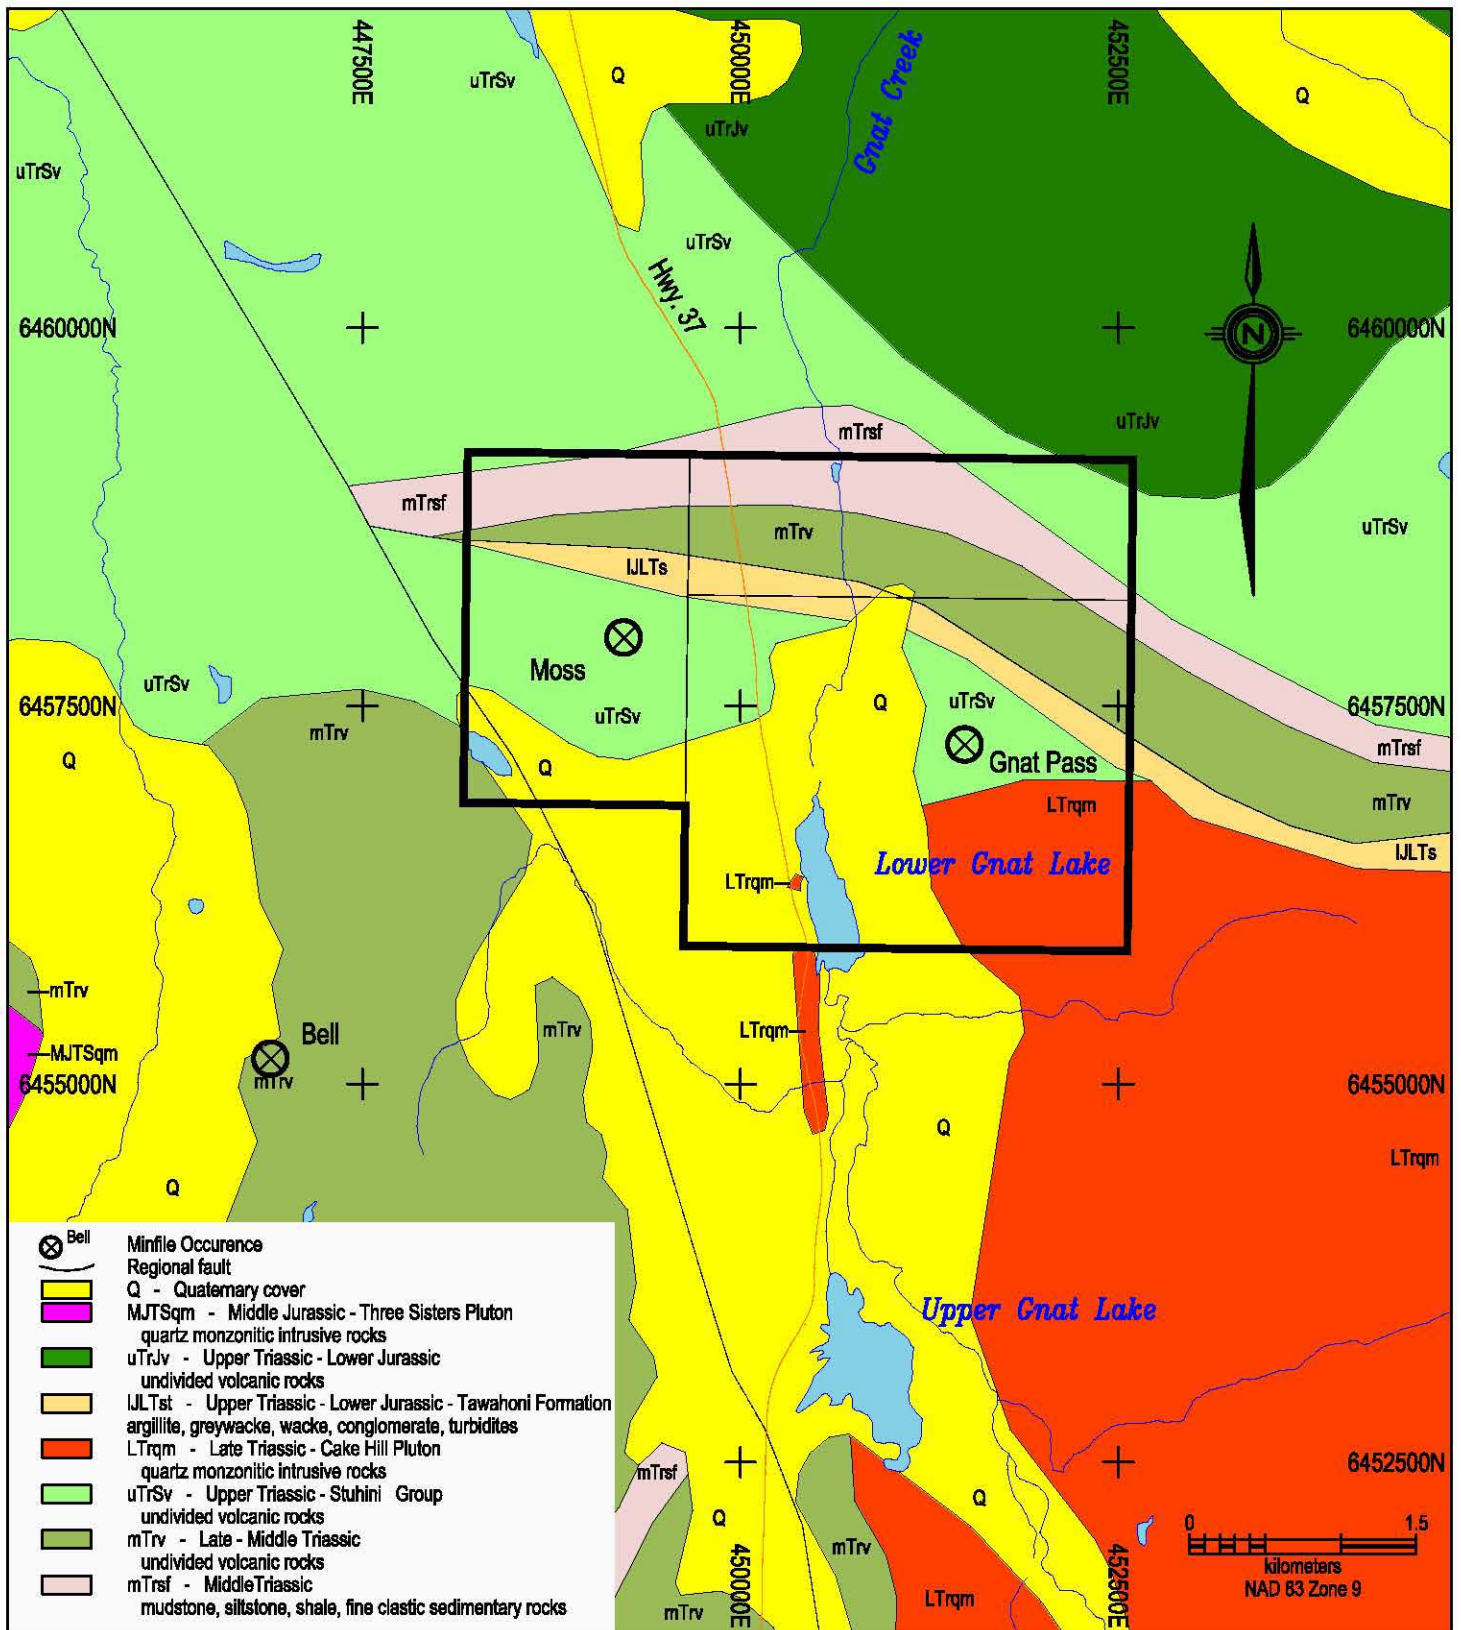 447500E
450000E
452500E
uTrSv
Q
Gnat Creek
Q
uTrJv
uTrSv
uTrSv
Hwy. 37
N
6460000N
6460000N
uTrJv
mTrsf
mTrsf
uTrSv
mTrv
IJLTs
Moss
uTrSv
uTrSv
Q
uTrSv
6457500N
6457500N
mTrv
mTrsf
Q
Q
Gnat Pass
LTrqm
mTrv
IJLTs
Lower Gnat Lake
LTrqm
mTrv
Bell
mTrv
LTrqm
MJTSqm
6455000N
6455000N
mTrv
Q
LTrqm
Q
Upper Gnat Lake
6452500N
mTrsf
Q
Q
mTrv
LTrqm
mTrv
450000E
452500E
0 1.5
kilometers
NAD 83 Zone 9
Bell
Minfile Occurence
Regional fault
Q - Quaternary cover
MJTSqm - Middle Jurassic - Three Sisters Pluton
quartz monzonitic intrusive rocks
uTrJv - Upper Triassic - Lower Jurassic
undivided volcanic rocks
IJLTst - Upper Triassic - Lower Jurassic - Tawahoni Formation
argillite, greywacke, wacke, conglomerate, turbidites
LTrqm - Late Triassic - Cake Hill Pluton
quartz monzonitic intrusive rocks
uTrSv - Upper Triassic - Stuhini Group
undivided volcanic rocks
mTrv - Late - Middle Triassic
undivided volcanic rocks
mTrsf - MiddleTriassic
mudstone, siltstone, shale, fine clastic sedimentary rocks